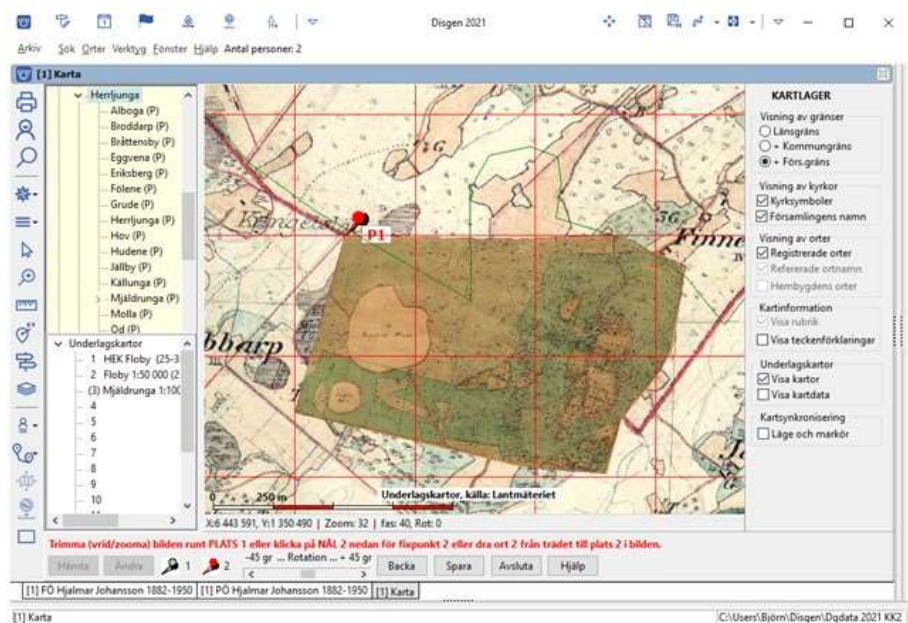 Disgen 2021
Arkiv Sök Orter Verktyg Fönster Hjälp Antal personer: 2
[1] Karta
Herrljunga
Alboga (P)
Broddarp (P)
Bråttensby (P)
Eggvena (P)
Eriksberg (P)
Fölene (P)
Grude (P)
Herrljunga (P)
Hov (P)
Hudene (P)
Jällby (P)
Källunga (P)
Mjäldrunga (P)
Molla (P)
Od (P)
Underlagskartor
1 HEK Floby (25-3
2 Floby 1:50 000 (2
(3) Mjäldrunga 1:100
4
5
6
7
8
9
10
G
3G
P1
Finne
bbarp
0 250 m
Underlagskartor, källa: Lantmäteriet
X:6 443 591, Y:1 350 490 | Zoom: 32 | fas: 40, Rot: 0
KARTLAGER
Visning av gränser
Länsgräns
+ Kommungräns
+ Förs.gräns
Visning av kyrkor
Kyrksymboler
Församlingens namn
Visning av orter
Registrerade orter
Refererade ortnamn
Hembygdens orter
Kartinformation
Visa rubrik
Visa teckenförklaringar
Underlagskartor
Visa kartor
Visa kartdata
Kartsynkronisering
Läge och markör
Trimma (vrid/zooma) bilden runt PLATS 1 eller klicka på NÅL 2 nedan för fixpunkt 2 eller dra ort 2 från trädet till plats 2 i bilden.
Hämta Ändra 1 2 -45 gr ... Rotation ... + 45 gr Backa Spara Avsluta Hjälp
[1] FÖ Hjalmar Johansson 1882-1950 [1] PÖ Hjalmar Johansson 1882-1950 [1] Karta
[1] Karta C:\Users\Björn\Disgen\Dgdata 2021 KK2